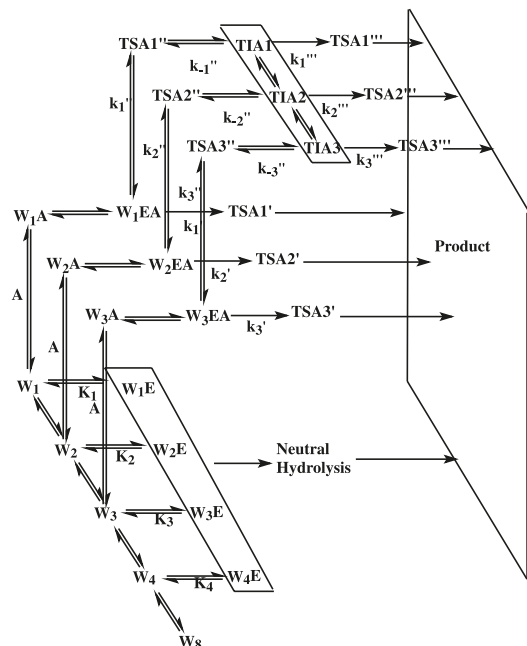 TSA1'' TIA1 TSA1'''
k₋₁'' k₁'''
k₁'' TSA2'' TIA2 TSA2'''
k₋₂'' k₂'''
k₂'' TSA3'' TIA3 TSA3'''
k₋₃'' k₃'''
k₃''
W₁A W₁EA k₁ TSA1'
Product
W₂A W₂EA TSA2'
k₂'
A
W₃A W₃EA TSA3'
k₃'
A
W₁ K₁ W₁E
A
W₂ K₂ W₂E Neutral
Hydrolysis
W₃ K₃ W₃E
W₄ K₄ W₄E
W₈